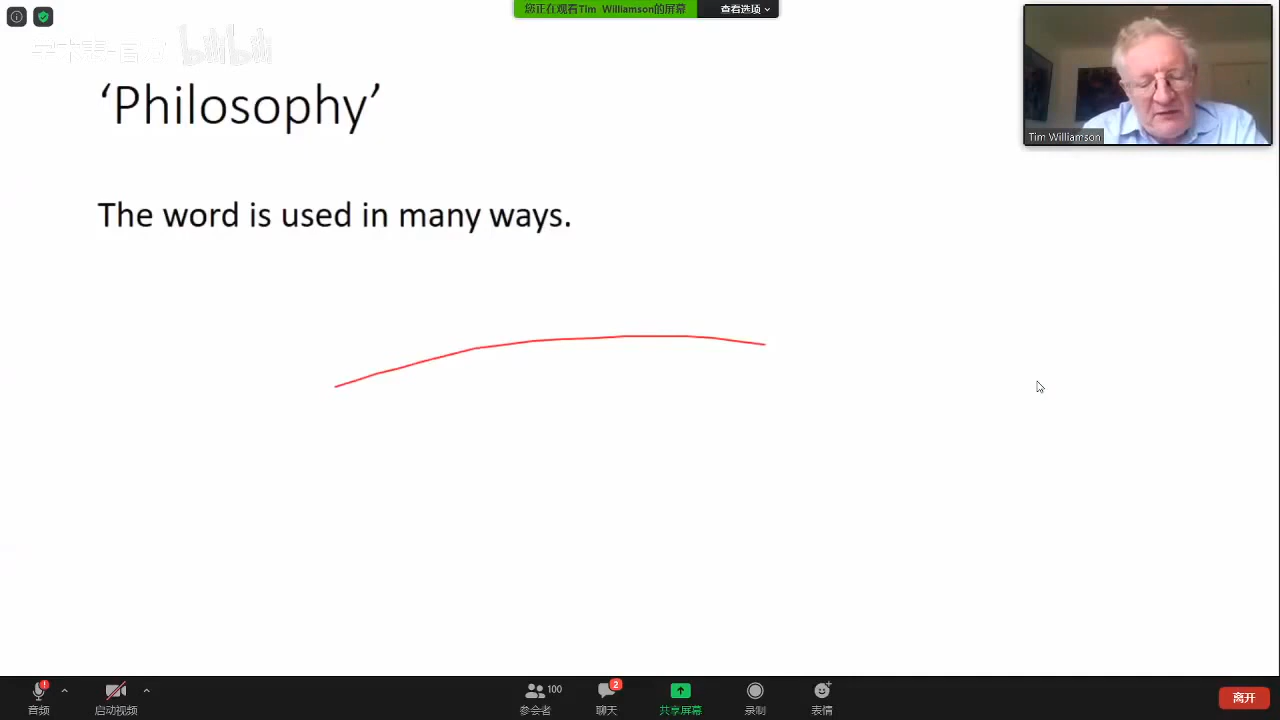 您正在观看Tim Williamson的屏幕
查看选项
bilibili
‘Philosophy’
Tim Williamson
The word is used in many ways.
音频
启动视频
100
参会者
2
聊天
共享屏幕
录制
表情
离开